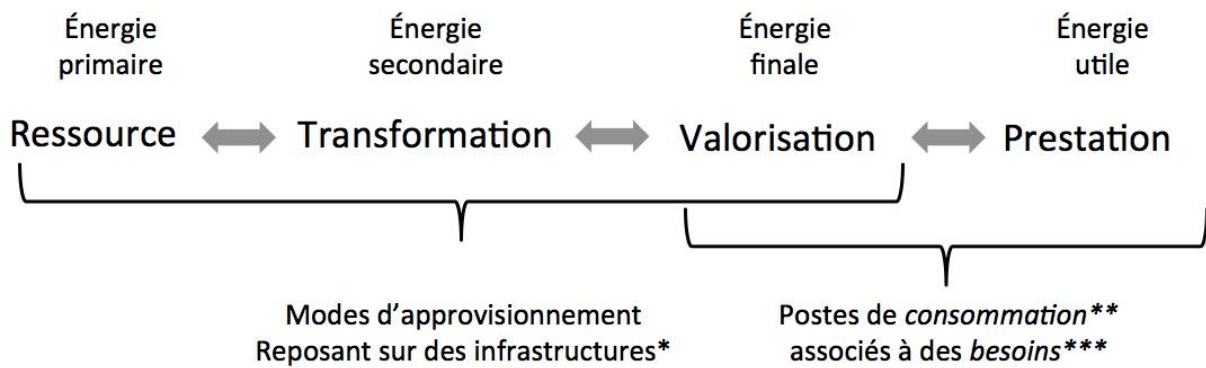 Énergie primaire
Énergie secondaire
Énergie finale
Énergie utile
Ressource Transformation Valorisation Prestation
Modes d’approvisionnement
Reposant sur des infrastructures*
Postes de consommation**
associés à des besoins***